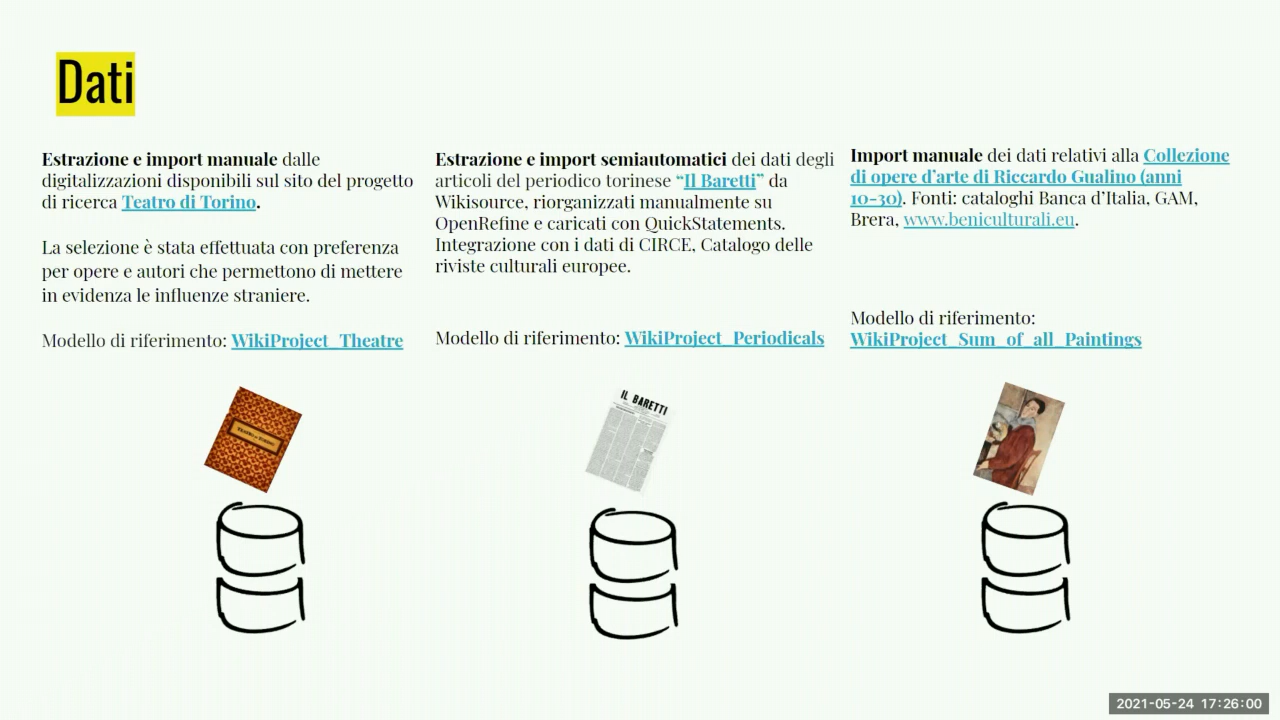 Dati
Estrazione e import manuale dalle
digitalizzazioni disponibili sul sito del progetto
di ricerca Teatro di Torino.
La selezione è stata effettuata con preferenza
per opere e autori che permettono di mettere
in evidenza le influenze straniere.
Modello di riferimento: WikiProject_Theatre
Estrazione e import semiautomatici dei dati degli
articoli del periodico torinese “Il Baretti” da
Wikisource, riorganizzati manualmente su
OpenRefine e caricati con QuickStatements.
Integrazione con i dati di CIRCE, Catalogo delle
riviste culturali europee.
Modello di riferimento: WikiProject_Periodicals
Import manuale dei dati relativi alla Collezione
di opere d’arte di Riccardo Gualino (anni
10-30). Fonti: cataloghi Banca d’Italia, GAM,
Brera, www.beniculturali.eu.
Modello di riferimento:
WikiProject_Sum_of_all_Paintings
TEATRO DI TORINO
IL BARETTI
2021-05-24 17:26:00